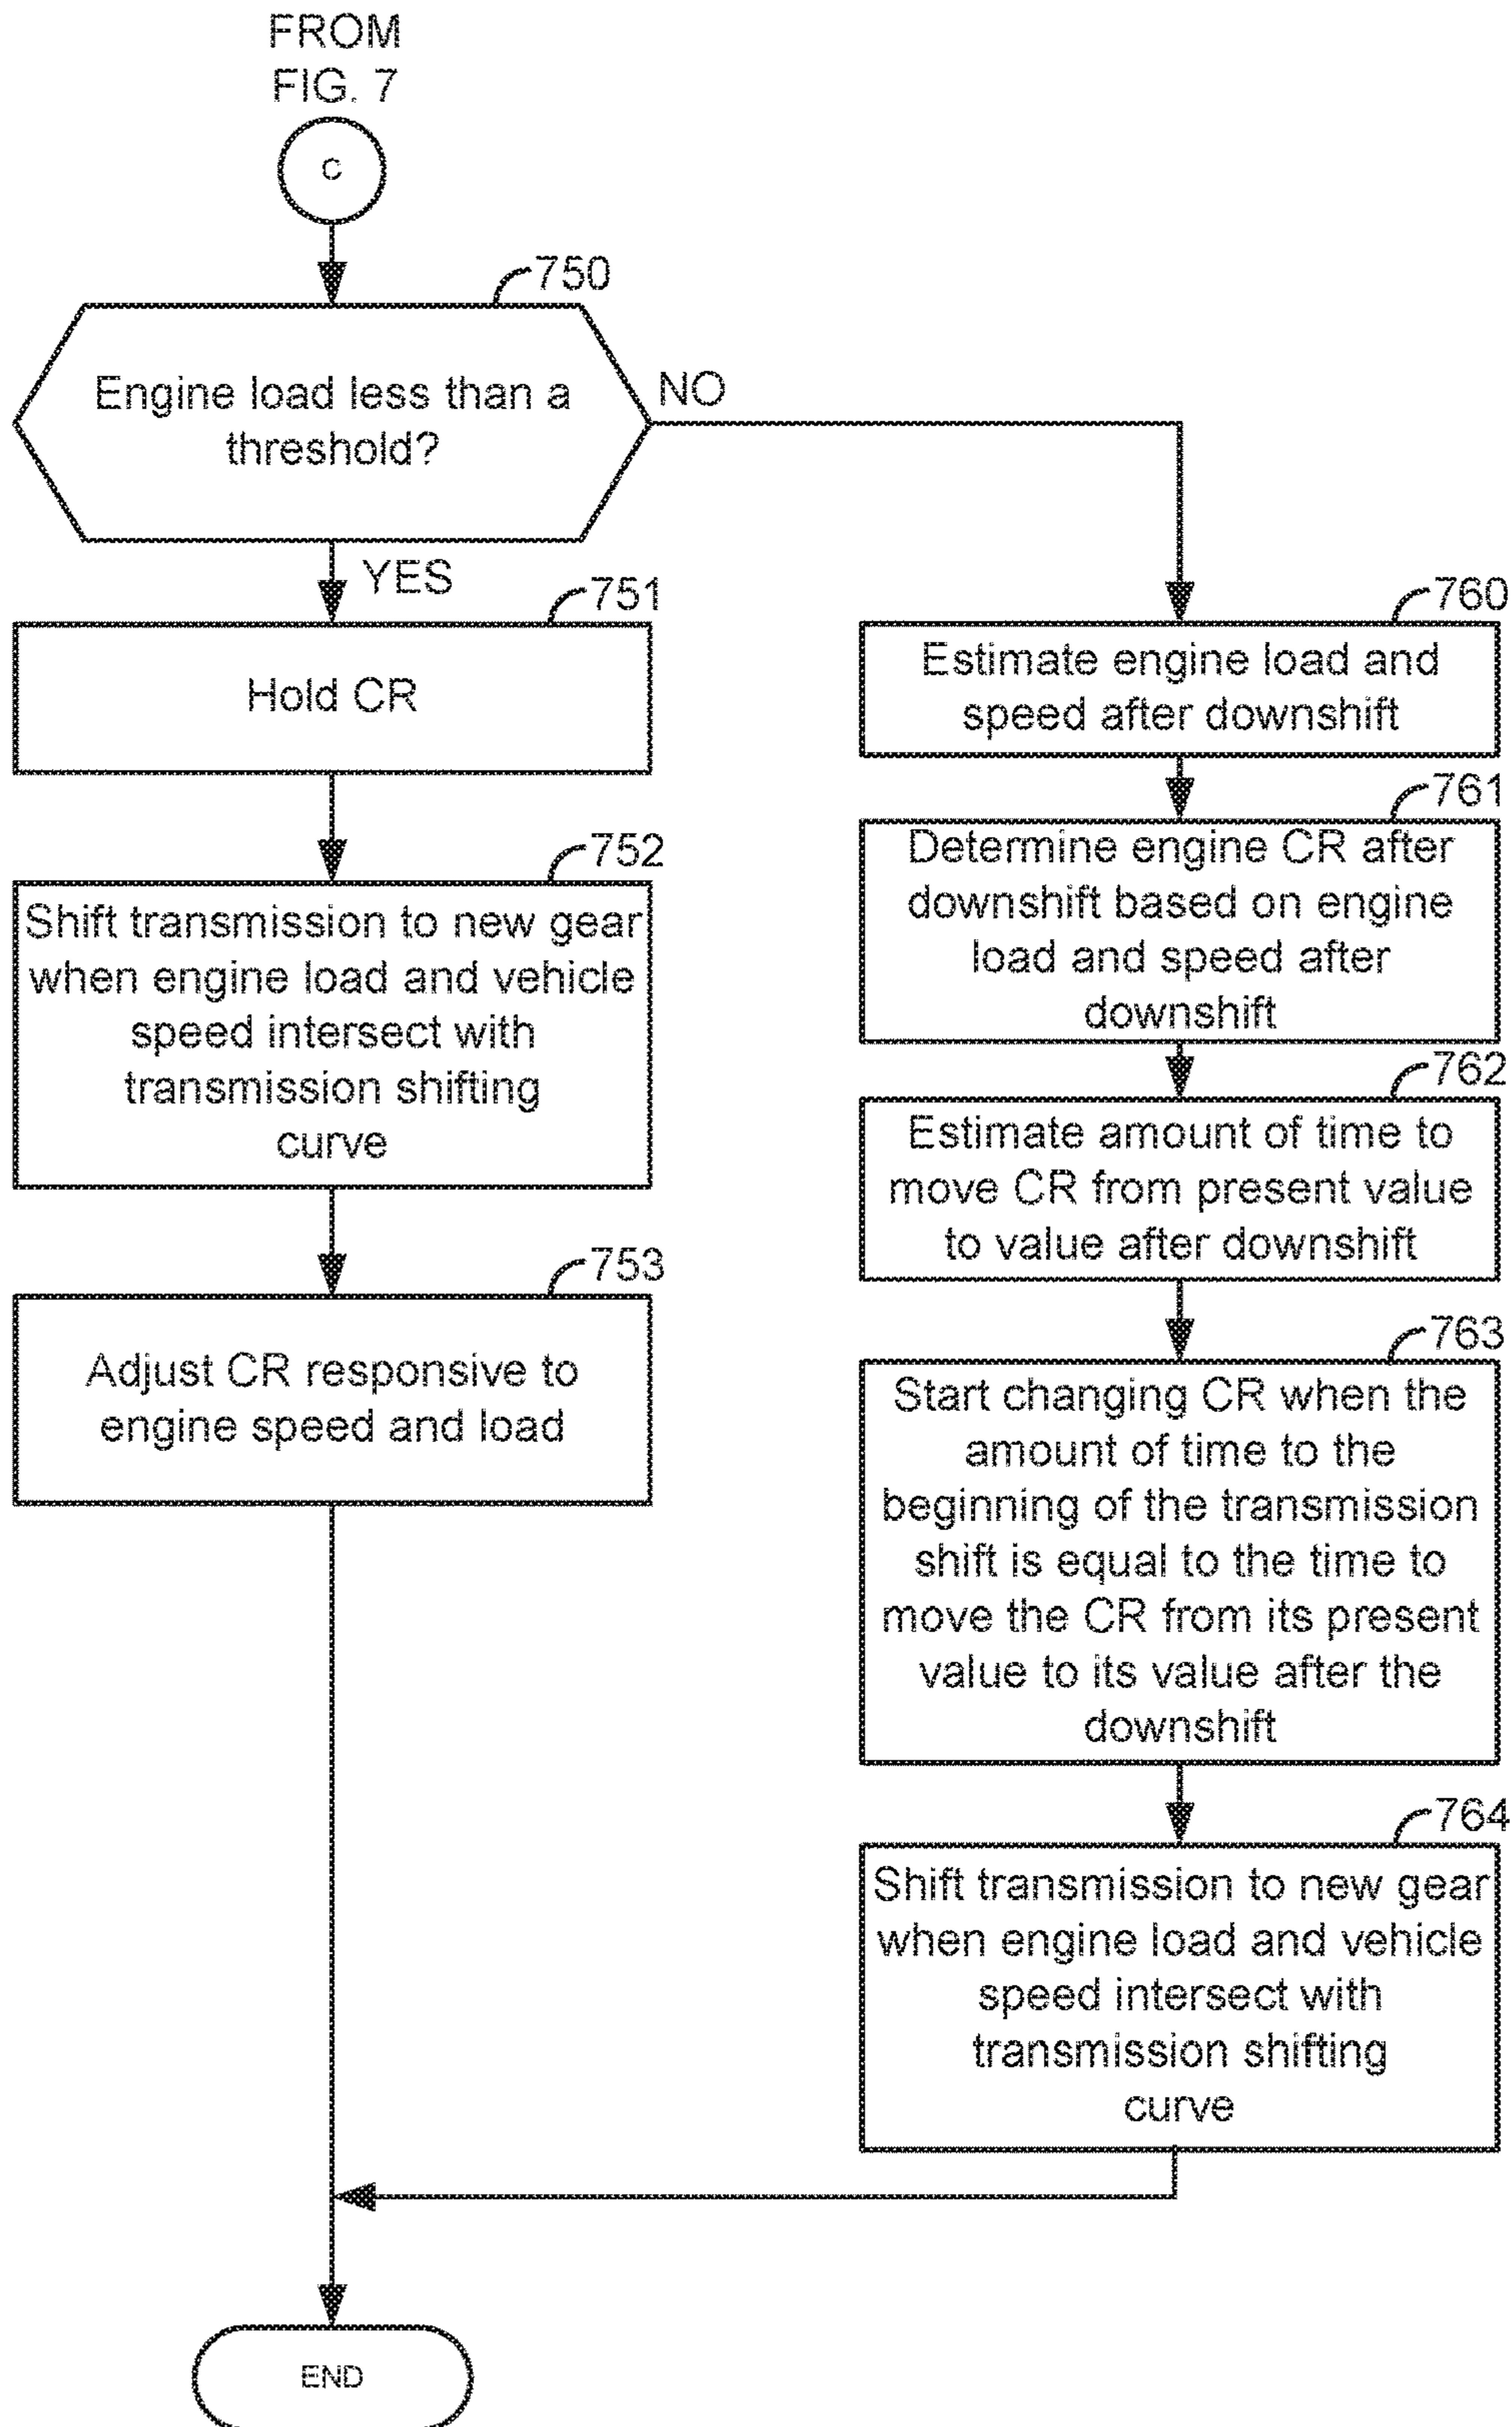 FROM
FIG. 7
C
750
Engine load less than a
threshold?
NO
YES
751
Hold CR
752
Shift transmission to new gear
when engine load and vehicle
speed intersect with
transmission shifting
curve
753
Adjust CR responsive to
engine speed and load
760
Estimate engine load and
speed after downshift
761
Determine engine CR after
downshift based on engine
load and speed after
downshift
762
Estimate amount of time to
move CR from present value
to value after downshift
763
Start changing CR when the
amount of time to the
beginning of the transmission
shift is equal to the time to
move the CR from its present
value to its value after the
downshift
764
Shift transmission to new gear
when engine load and vehicle
speed intersect with
transmission shifting
curve
END